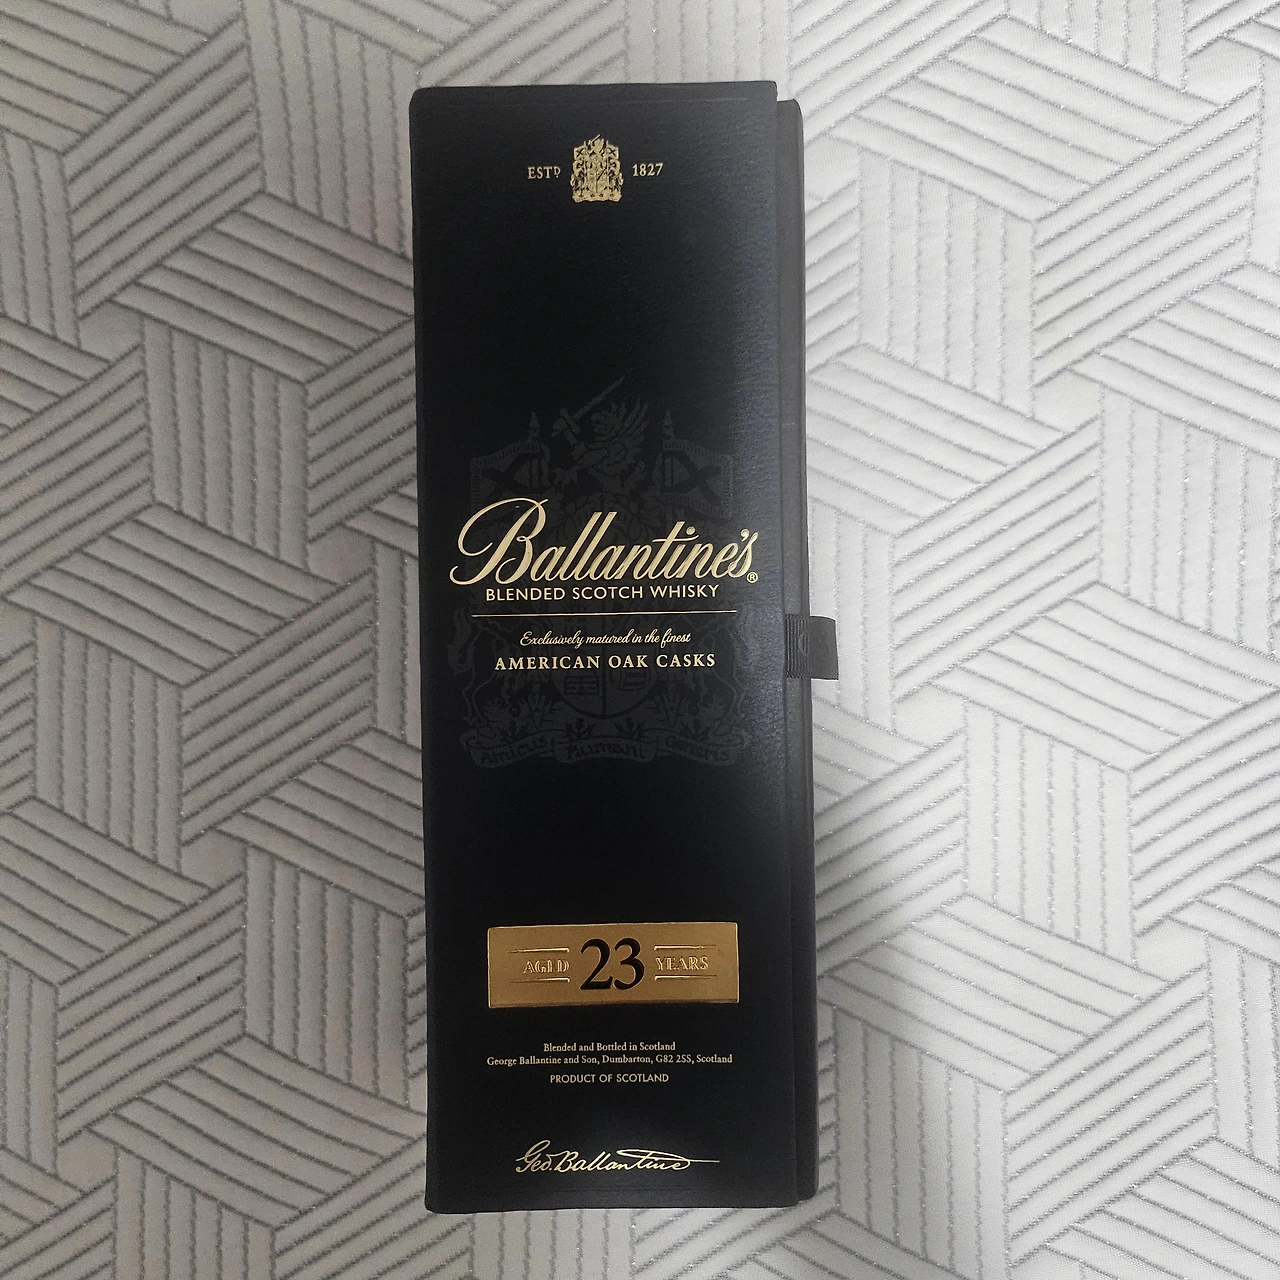 ESTD 1827
Ballantine's®
BLENDED SCOTCH WHISKY
Exclusively matured in the finest
AMERICAN OAK CASKS
Amicus Humani Generis
AGED 23 YEARS
Blended and Bottled in Scotland
George Ballantine and Son, Dumbarton, G82 2SS, Scotland
PRODUCT OF SCOTLAND
Geo. Ballantine